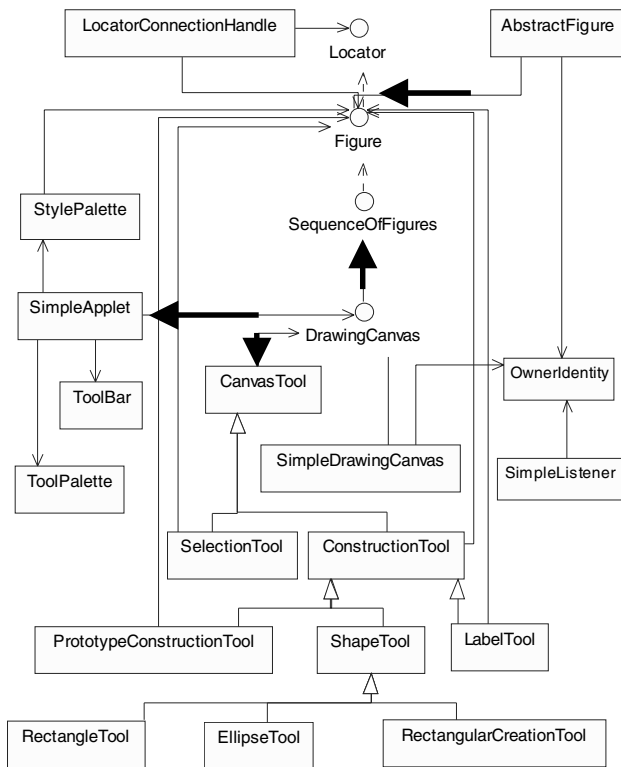 LocatorConnectionHandle
AbstractFigure
Locator
Figure
StylePalette
SequenceOfFigures
SimpleApplet
DrawingCanvas
CanvasTool
OwnerIdentity
ToolBar
SimpleDrawingCanvas
SimpleListener
ToolPalette
SelectionTool
ConstructionTool
PrototypeConstructionTool
ShapeTool
LabelTool
RectangleTool
EllipseTool
RectangularCreationTool